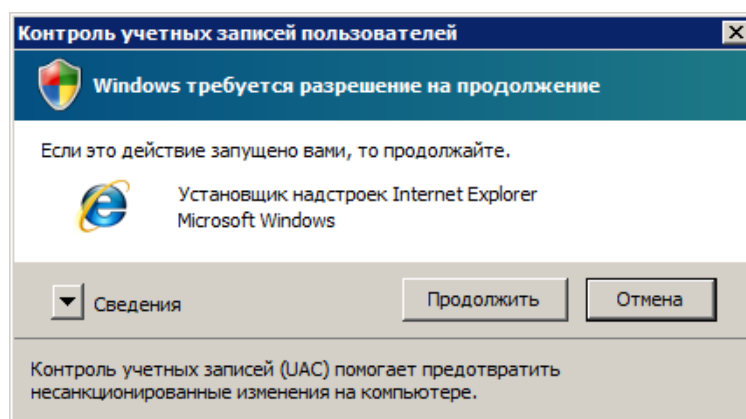 Контроль учетных записей пользователей
Windows требуется разрешение на продолжение
Если это действие запущено вами, то продолжайте.
Установщик надстроек Internet Explorer
Microsoft Windows
Сведения
Продолжить
Отмена
Контроль учетных записей (UAC) помогает предотвратить
несанкционированные изменения на компьютере.